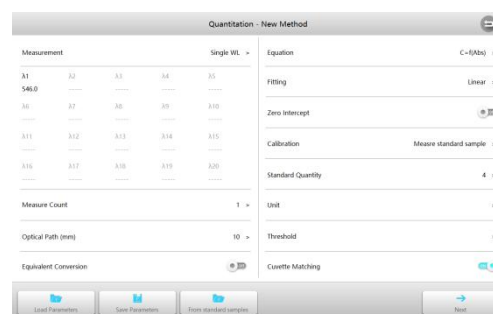 Quantitation - New Method
Measurement Single WL >
λ1 λ2 λ3 λ4 λ5
546.0 ----- ----- ----- -----
λ6 λ7 λ8 λ9 λ10
----- ----- ----- ----- -----
λ11 λ12 λ13 λ14 λ15
----- ----- ----- ----- -----
λ16 λ17 λ18 λ19 λ20
----- ----- ----- ----- -----
Measure Count 1 >
Optical Path (mm) 10 >
Equivalent Conversion
Equation C=f(Abs)
Fitting Linear
Zero Intercept
Calibration Measre standard sample
Standard Quantity 4
Unit
Threshold
Cuvette Matching
Load Parameters
Save Parameters
From standard samples
Next